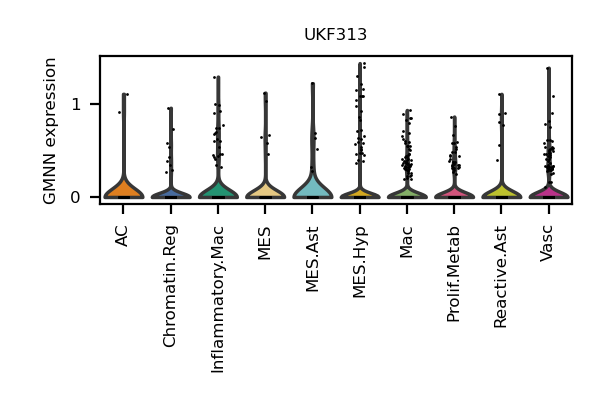 UKF313
GMNN expression
1
0
AC
Chromatin.Reg
Inflammatory.Mac
MES
MES.Ast
MES.Hyp
Mac
Prolif.Metab
Reactive.Ast
Vasc